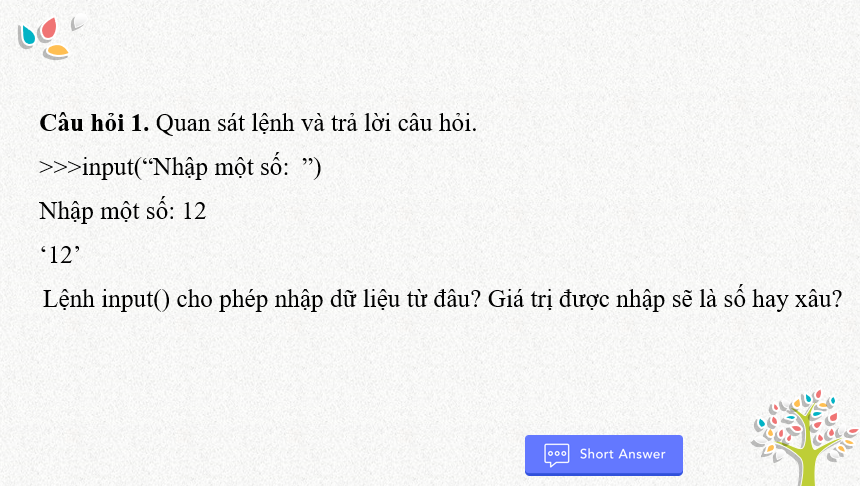 Câu hỏi 1. Quan sát lệnh và trả lời câu hỏi.
>>>input(“Nhập một số:  ”)
Nhập một số: 12
‘12’
Lệnh input() cho phép nhập dữ liệu từ đâu? Giá trị được nhập sẽ là số hay xâu?
Short Answer